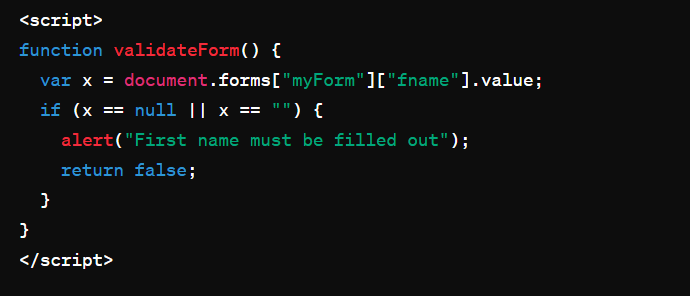 <script>
function validateForm() {
  var x = document.forms["myForm"]["fname"].value;
  if (x == null || x == "") {
    alert("First name must be filled out");
    return false;
  }
}
</script>